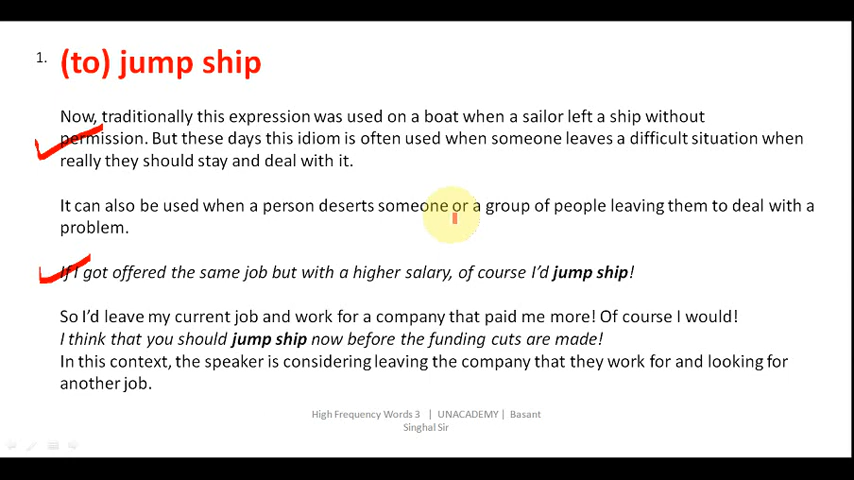 1. (to) jump ship
Now, traditionally this expression was used on a boat when a sailor left a ship without
permission. But these days this idiom is often used when someone leaves a difficult situation when
really they should stay and deal with it.
It can also be used when a person deserts someone or a group of people leaving them to deal with a
problem.
If I got offered the same job but with a higher salary, of course I'd jump ship!
So I'd leave my current job and work for a company that paid me more! Of course I would!
I think that you should jump ship now before the funding cuts are made!
In this context, the speaker is considering leaving the company that they work for and looking for
another job.
High Frequency Words 3 | UNACADEMY | Basant
Singhal Sir